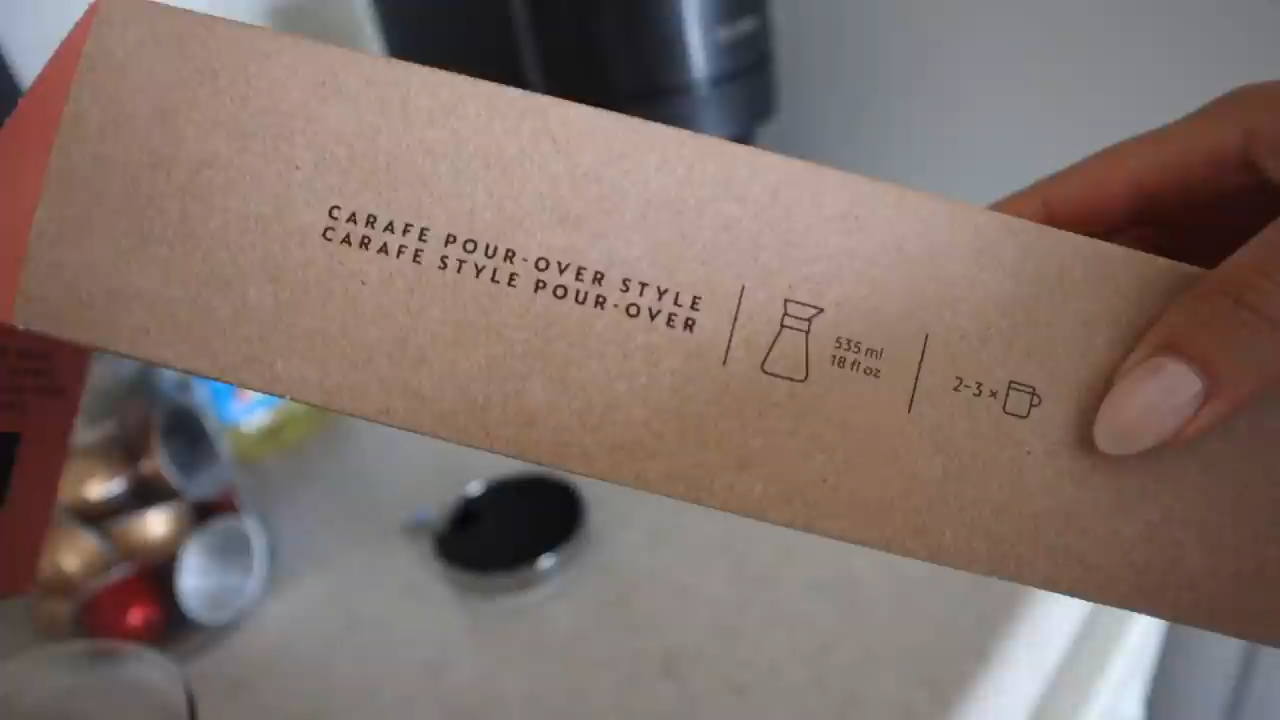 CARAFE POUR-OVER STYLE
CARAFE STYLE POUR-OVER
535 ml
18 fl oz
2-3 ×